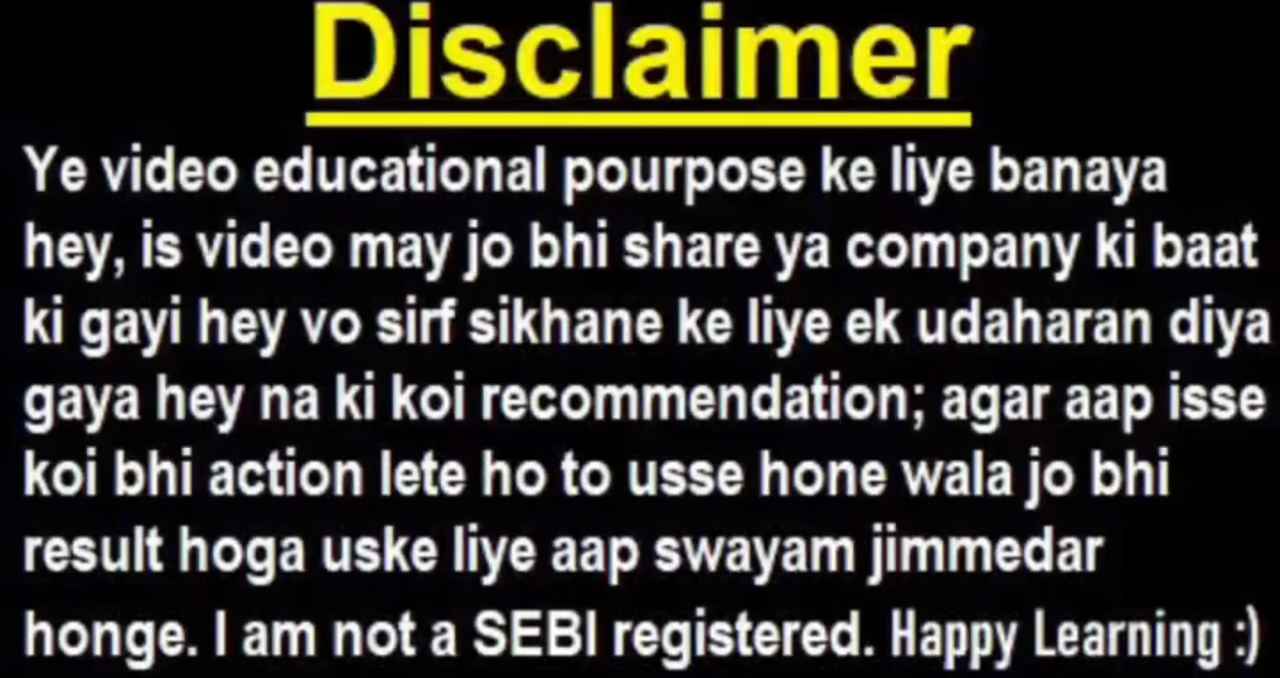 Disclaimer
Ye video educational pourpose ke liye banaya
hey, is video may jo bhi share ya company ki baat
ki gayi hey vo sirf sikhane ke liye ek udaharan diya
gaya hey na ki koi recommendation; agar aap isse
koi bhi action lete ho to usse hone wala jo bhi
result hoga uske liye aap swayam jimmedar
honge. I am not a SEBI registered. Happy Learning :)